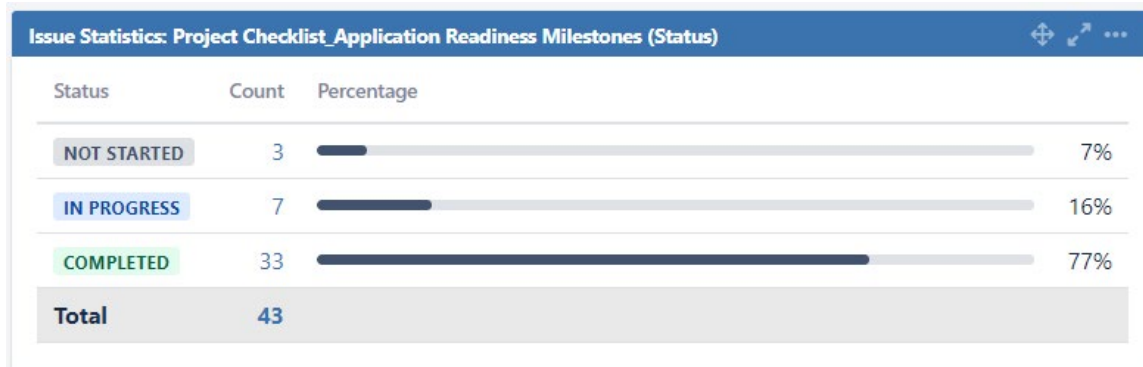 Issue Statistics: Project Checklist_Application Readiness Milestones (Status)
Status Count Percentage
NOT STARTED 3 7%
IN PROGRESS 7 16%
COMPLETED 33 77%
Total 43